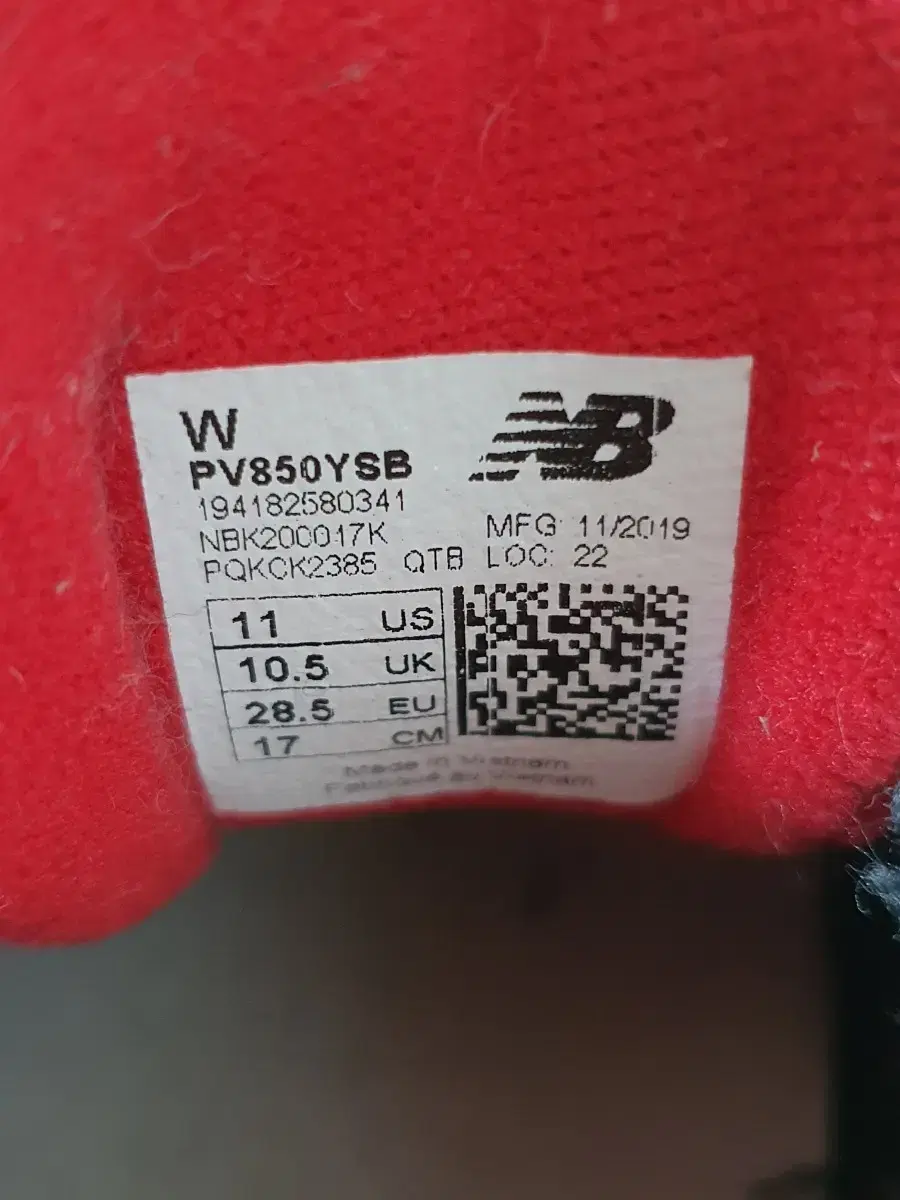 W
NB
PV850YSB
194182580341
NBK200017K MFG: 11/2019
PQKCK2385 QTB LOC: 22
11 US
10.5 UK
28.5 EU
17 CM
Made in Vietnam
Fabriqué au Vietnam